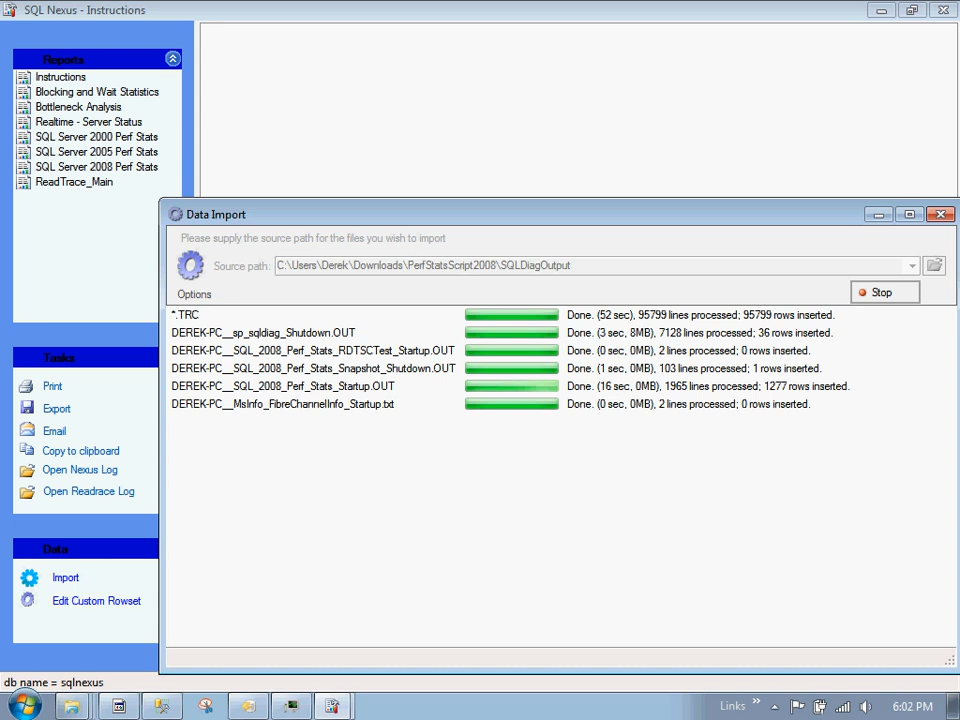 SQL Nexus - Instructions
Reports
Instructions
Blocking and Wait Statistics
Bottleneck Analysis
Realtime - Server Status
SQL Server 2000 Perf Stats
SQL Server 2005 Perf Stats
SQL Server 2008 Perf Stats
ReadTrace_Main
Tasks
Print
Export
Email
Copy to clipboard
Open Nexus Log
Open Readrace Log
Data
Import
Edit Custom Rowset
Data Import
Please supply the source path for the files you wish to import
Source path: C:\Users\Derek\Downloads\PerfStatsScript2008\SQLDiagOutput
Options
Stop
*.TRC Done. (52 sec), 95799 lines processed; 95799 rows inserted.
DEREK-PC__sp_sqldiag_Shutdown.OUT Done. (3 sec, 8MB), 7128 lines processed; 36 rows inserted.
DEREK-PC__SQL_2008_Perf_Stats_RDTSCTest_Startup.OUT Done. (0 sec, 0MB), 2 lines processed; 0 rows inserted.
DEREK-PC__SQL_2008_Perf_Stats_Snapshot_Shutdown.OUT Done. (1 sec, 0MB), 103 lines processed; 1 rows inserted.
DEREK-PC__SQL_2008_Perf_Stats_Startup.OUT Done. (16 sec, 0MB), 1965 lines processed; 1277 rows inserted.
DEREK-PC__MsInfo_FibreChannelInfo_Startup.txt Done. (0 sec, 0MB), 2 lines processed; 0 rows inserted.
db name = sqlnexus
Links » 6:02 PM